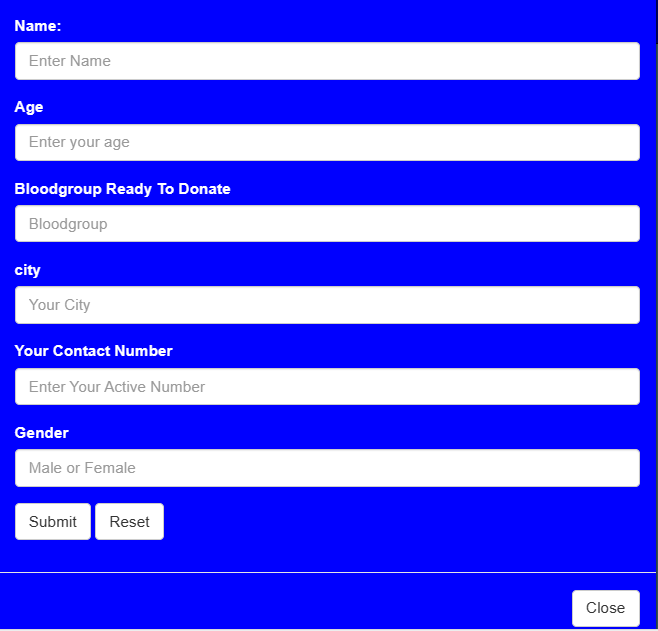 Name:
Enter Name
Age
Enter your age
Bloodgroup Ready To Donate
Bloodgroup
city
Your City
Your Contact Number
Enter Your Active Number
Gender
Male or Female
Submit Reset
Close